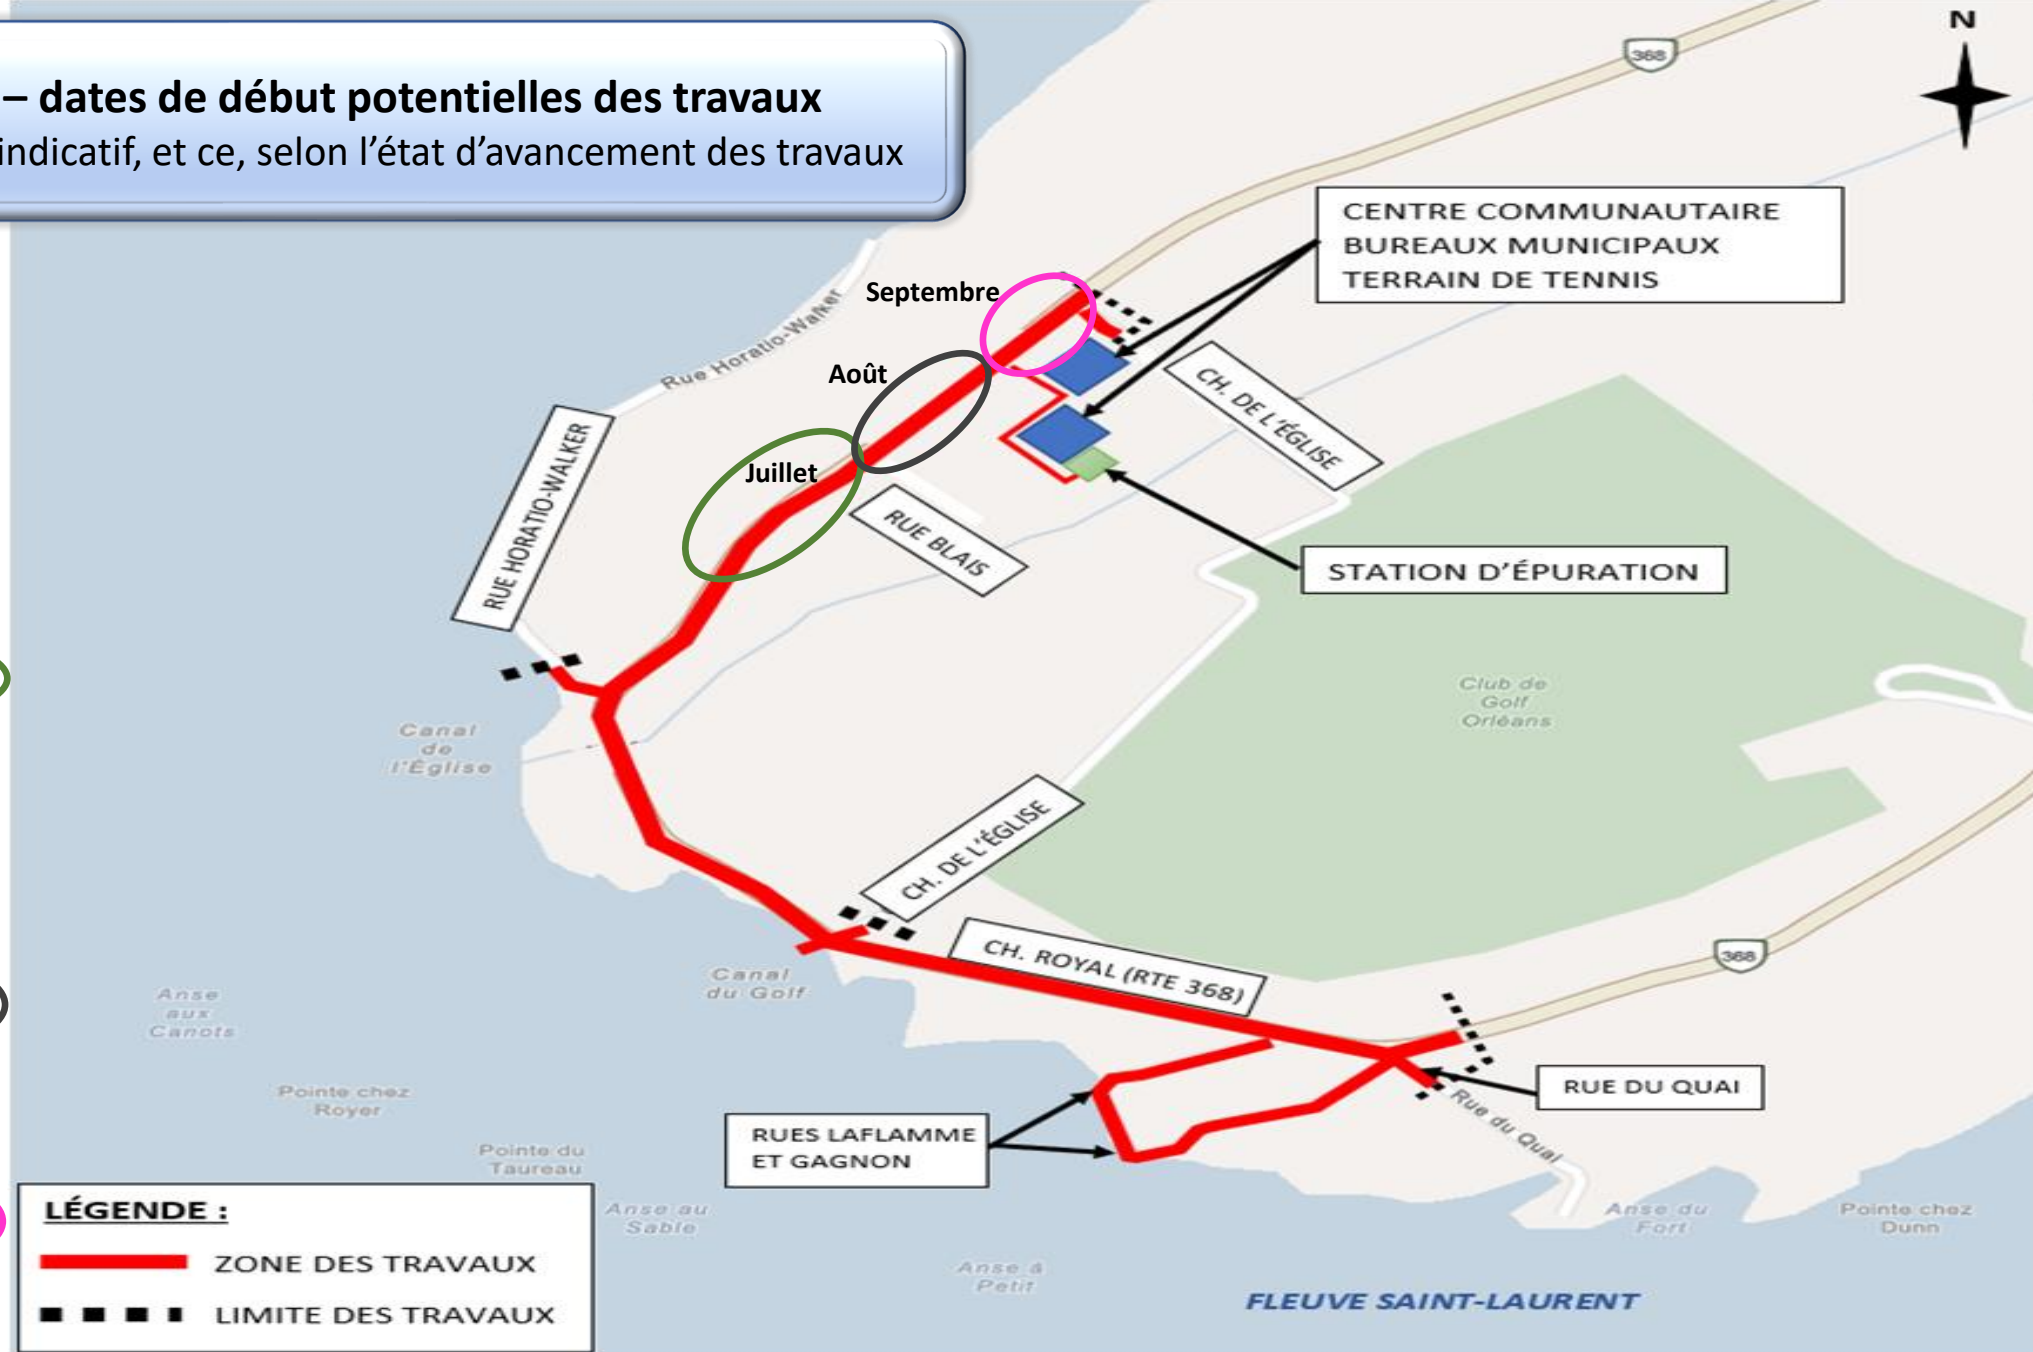 – dates de début potentielles des travaux
indicatif, et ce, selon l’état d’avancement des travaux
N
368
CENTRE COMMUNAUTAIRE
BUREAUX MUNICIPAUX
TERRAIN DE TENNIS
Septembre
Rue Horatio-Walker
Août
CH. DE L'ÉGLISE
Juillet
RUE HORATIO-WALKER
RUE BLAIS
STATION D’ÉPURATION
Club de
Golf
Orléans
Canal
de
l'Église
CH. DE L'ÉGLISE
CH. ROYAL (RTE 368)
368
Canal
du Golf
Anse
aux
Canots
Pointe chez
Royer
RUE DU QUAI
Rue du Quai
RUES LAFLAMME
ET GAGNON
Pointe du
Taureau
Anse au
Sable
Anse du
Fort
Pointe chez
Dunn
Anse à
Petit
FLEUVE SAINT-LAURENT
LÉGENDE :
ZONE DES TRAVAUX
LIMITE DES TRAVAUX